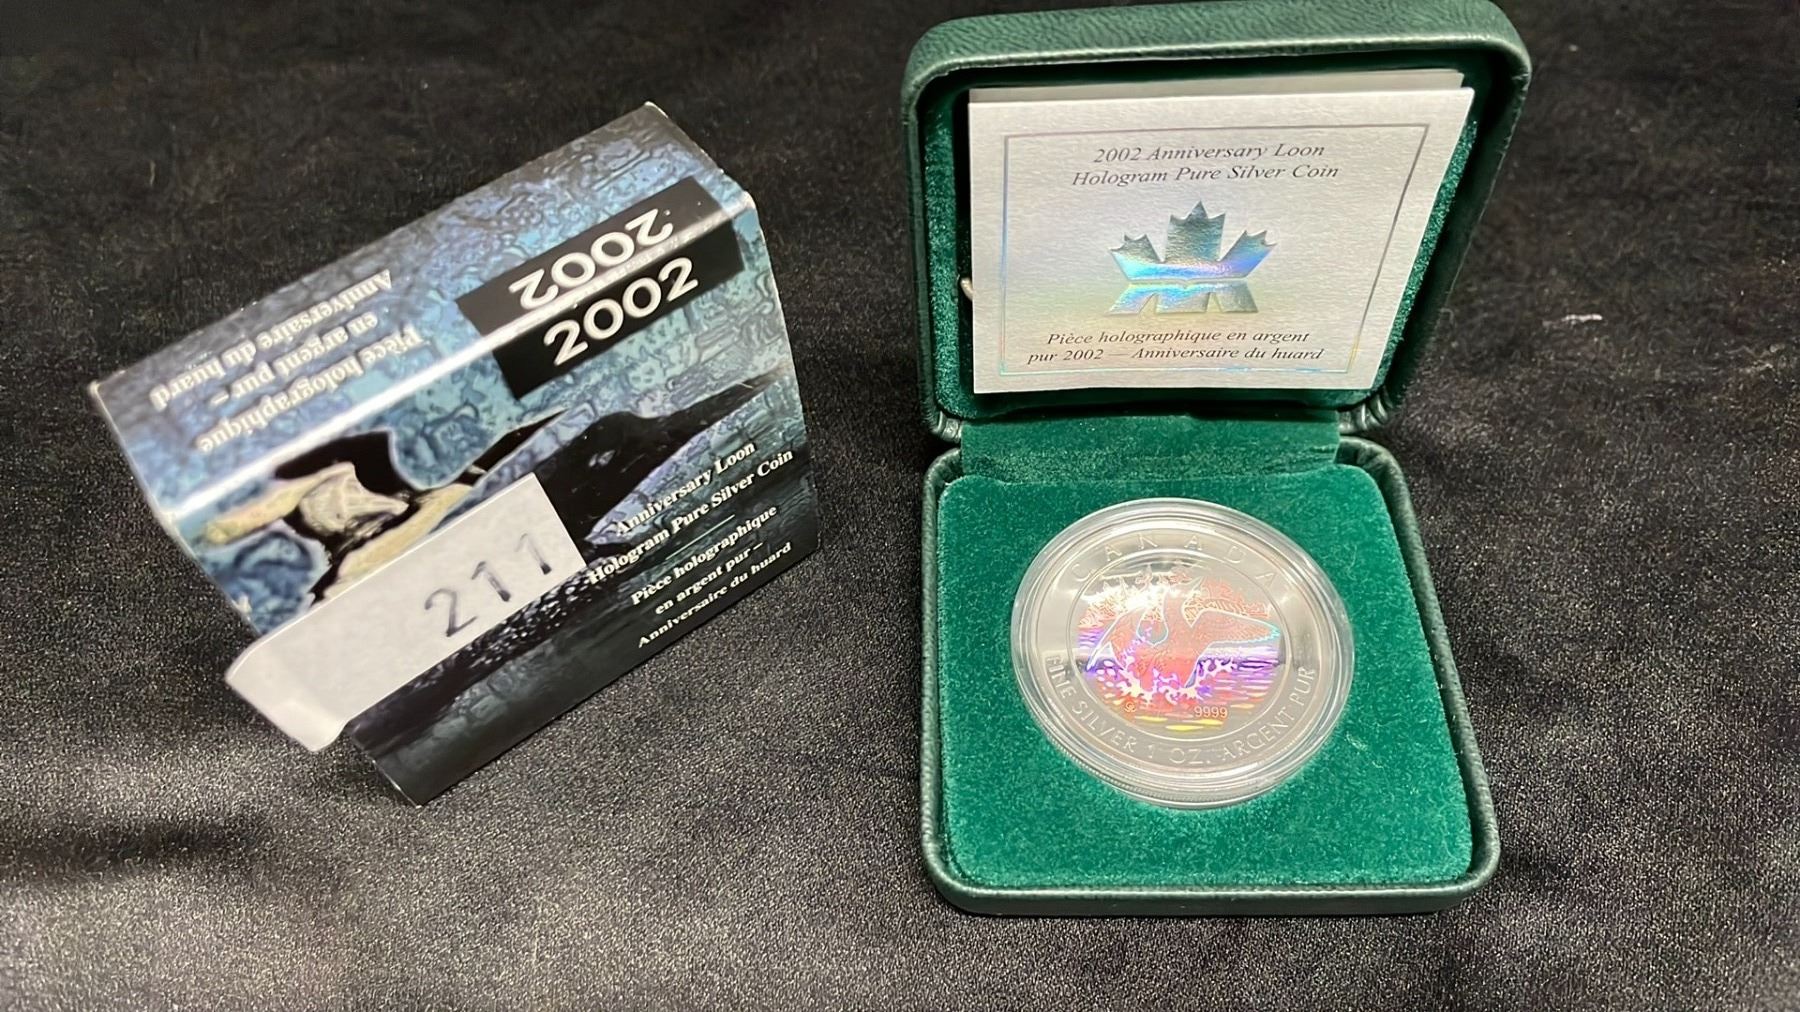 2002
Anniversaire du huard
en argent pur –
Pièce holographique
2002
Anniversary Loon
Hologram Pure Silver Coin
—
Pièce holographique
en argent pur –
Anniversaire du huard
211
2002 Anniversary Loon
Hologram Pure Silver Coin
Pièce holographique en argent
pur 2002 — Anniversaire du huard
CANADA
9999
FINE SILVER 1 OZ. ARGENT PUR